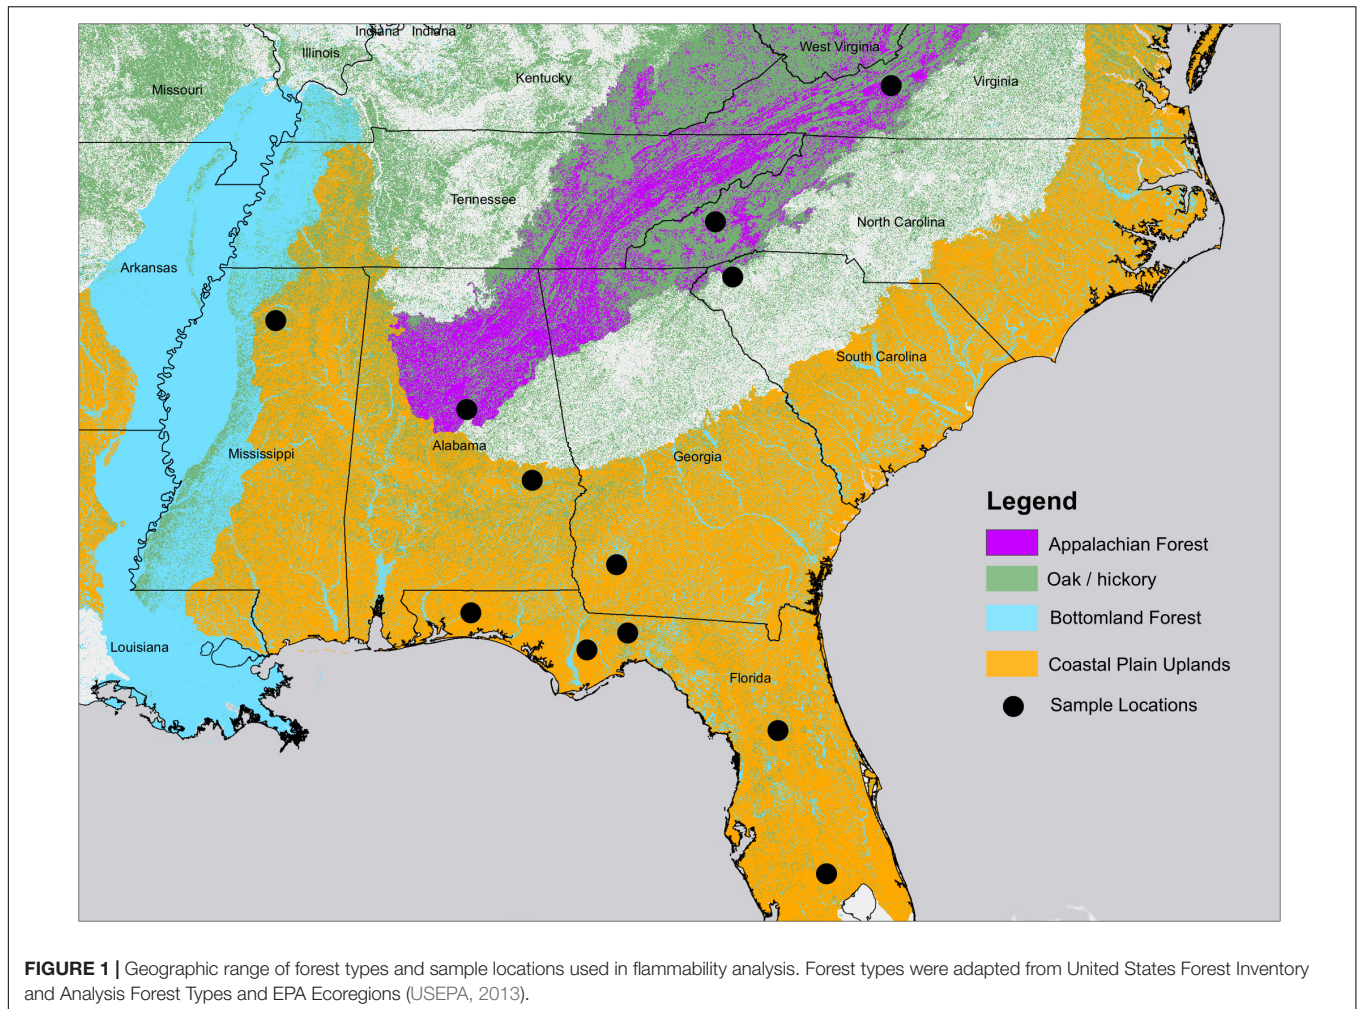 Indiana Indiana
West Virginia
Illinois
Kentucky
Missouri
Virginia
Tennessee
North Carolina
Arkansas
South Carolina
Alabama
Mississippi
Georgia
Legend
Appalachian Forest
Oak / hickory
Bottomland Forest
Louisiana
Coastal Plain Uplands
Florida
Sample Locations
FIGURE 1 | Geographic range of forest types and sample locations used in flammability analysis. Forest types were adapted from United States Forest Inventory
and Analysis Forest Types and EPA Ecoregions (USEPA, 2013).